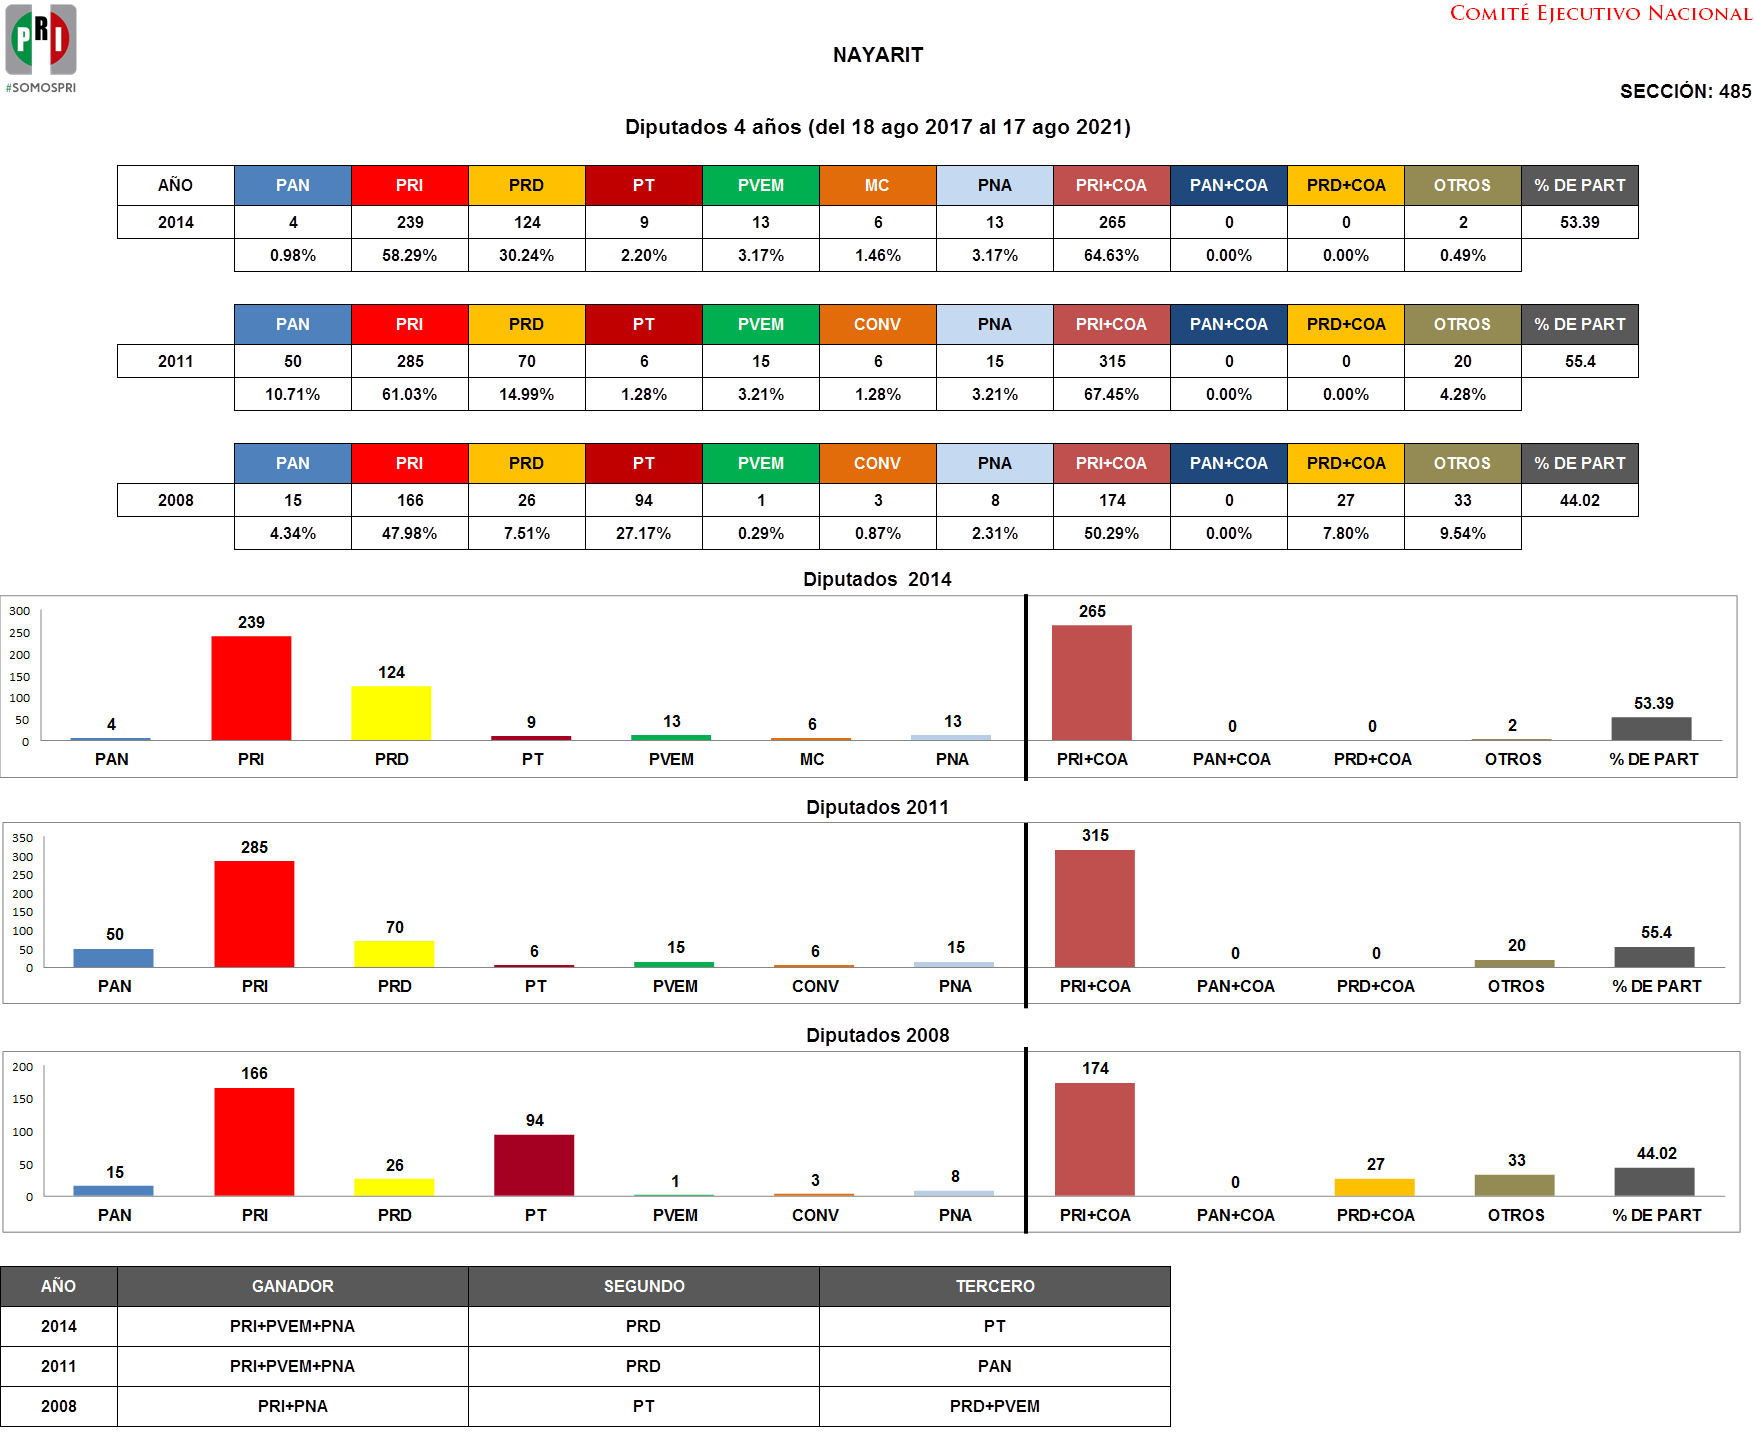 COMITÉ EJECUTIVO NACIONAL
PRI
#SOMOSPRI
NAYARIT
SECCIÓN: 485
Diputados 4 años (del 18 ago 2017 al 17 ago 2021)
AÑO PAN PRI PRD PT PVEM MC PNA PRI+COA PAN+COA PRD+COA OTROS % DE PART
2014 4 239 124 9 13 6 13 265 0 0 2 53.39
0.98% 58.29% 30.24% 2.20% 3.17% 1.46% 3.17% 64.63% 0.00% 0.00% 0.49%
PAN PRI PRD PT PVEM CONV PNA PRI+COA PAN+COA PRD+COA OTROS % DE PART
2011 50 285 70 6 15 6 15 315 0 0 20 55.4
10.71% 61.03% 14.99% 1.28% 3.21% 1.28% 3.21% 67.45% 0.00% 0.00% 4.28%
PAN PRI PRD PT PVEM CONV PNA PRI+COA PAN+COA PRD+COA OTROS % DE PART
2008 15 166 26 94 1 3 8 174 0 27 33 44.02
4.34% 47.98% 7.51% 27.17% 0.29% 0.87% 2.31% 50.29% 0.00% 7.80% 9.54%
Diputados 2014
300
250
200
150
100
50
0
4 239 124 9 13 6 13 265 0 0 2 53.39
PAN PRI PRD PT PVEM MC PNA PRI+COA PAN+COA PRD+COA OTROS % DE PART
Diputados 2011
350
300
250
200
150
100
50
0
50 285 70 6 15 6 15 315 0 0 20 55.4
PAN PRI PRD PT PVEM CONV PNA PRI+COA PAN+COA PRD+COA OTROS % DE PART
Diputados 2008
200
150
100
50
0
15 166 26 94 1 3 8 174 0 27 33 44.02
PAN PRI PRD PT PVEM CONV PNA PRI+COA PAN+COA PRD+COA OTROS % DE PART
AÑO GANADOR SEGUNDO TERCERO
2014 PRI+PVEM+PNA PRD PT
2011 PRI+PVEM+PNA PRD PAN
2008 PRI+PNA PT PRD+PVEM